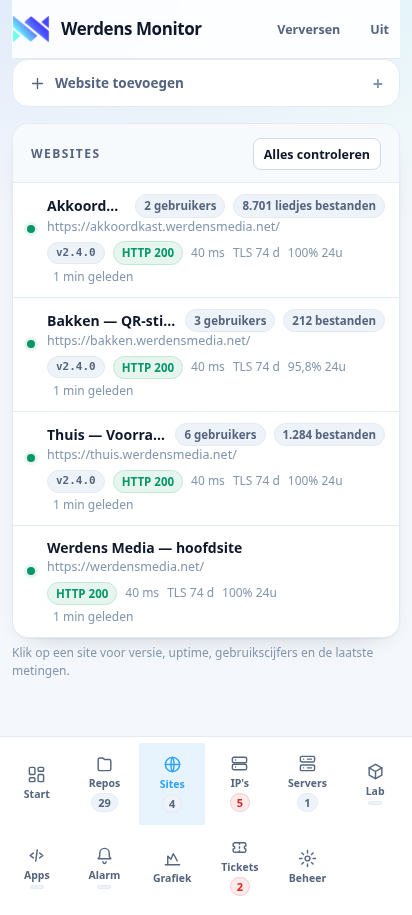 Werdens Monitor Verversen Uit
+ Website toevoegen +
WEBSITES Alles controleren
Akkoord... 2 gebruikers 8.701 liedjes bestanden
https://akkoordkast.werdensmedia.net/
v2.4.0 HTTP 200 40 ms TLS 74 d 100% 24u
1 min geleden
Bakken — QR-sti... 3 gebruikers 212 bestanden
https://bakken.werdensmedia.net/
v2.4.0 HTTP 200 40 ms TLS 74 d 95,8% 24u
1 min geleden
Thuis — Voorra... 6 gebruikers 1.284 bestanden
https://thuis.werdensmedia.net/
v2.4.0 HTTP 200 40 ms TLS 74 d 100% 24u
1 min geleden
Werdens Media — hoofdsite
https://werdensmedia.net/
HTTP 200 40 ms TLS 74 d 100% 24u
1 min geleden
Klik op een site voor versie, uptime, gebruikscijfers en de laatste
metingen.
Start Repos Sites IP's Servers Lab
29 4 5 1
Apps Alarm Grafiek Tickets Beheer
2